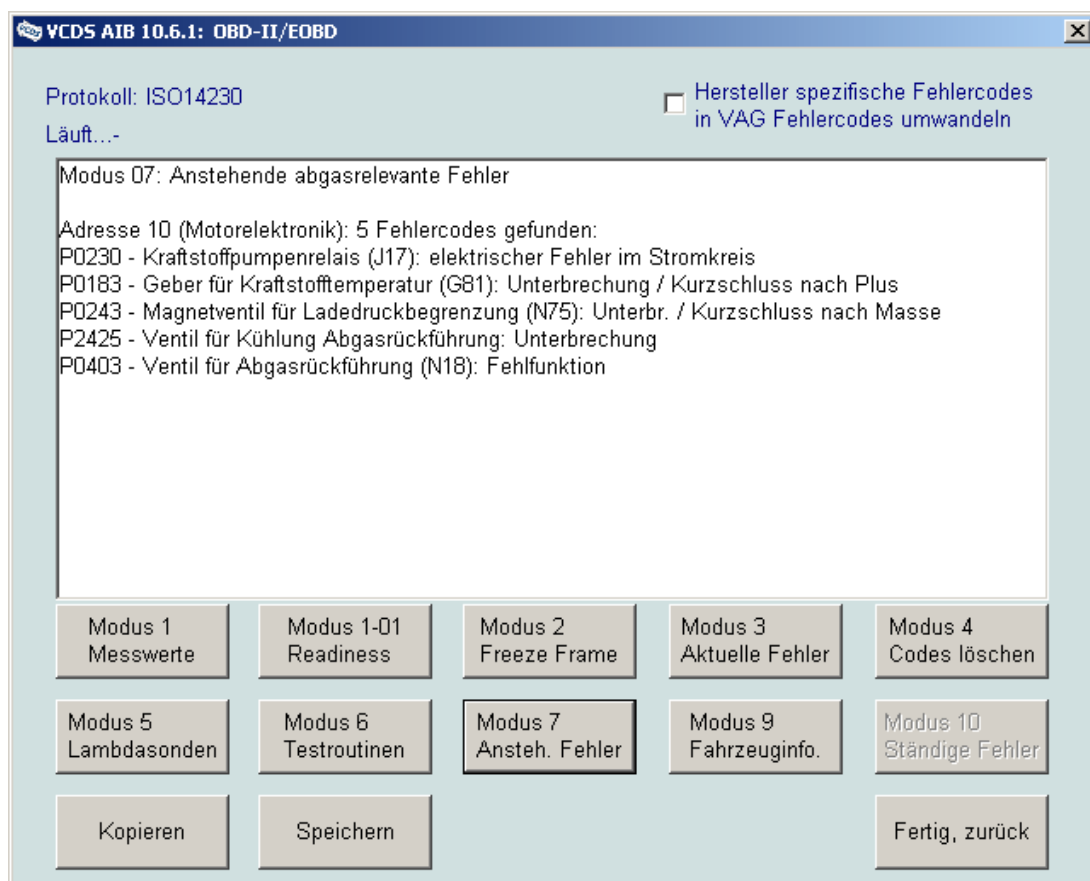 VCDS AIB 10.6.1: OBD-II/EOBD
Protokoll: ISO14230
Hersteller spezifische Fehlercodes
in VAG Fehlercodes umwandeln
Läuft...-
Modus 07: Anstehende abgasrelevante Fehler
Adresse 10 (Motorelektronik): 5 Fehlercodes gefunden:
P0230 - Kraftstoffpumpenrelais (J17): elektrischer Fehler im Stromkreis
P0183 - Geber für Kraftstofftemperatur (G81): Unterbrechung / Kurzschluss nach Plus
P0243 - Magnetventil für Ladedruckbegrenzung (N75): Unterbr. / Kurzschluss nach Masse
P2425 - Ventil für Kühlung Abgasrückführung: Unterbrechung
P0403 - Ventil für Abgasrückführung (N18): Fehlfunktion
Modus 1
Messwerte
Modus 1-01
Readiness
Modus 2
Freeze Frame
Modus 3
Aktuelle Fehler
Modus 4
Codes löschen
Modus 5
Lambdasonden
Modus 6
Testroutinen
Modus 7
Ansteh. Fehler
Modus 9
Fahrzeuginfo.
Modus 10
Ständige Fehler
Kopieren
Speichern
Fertig, zurück